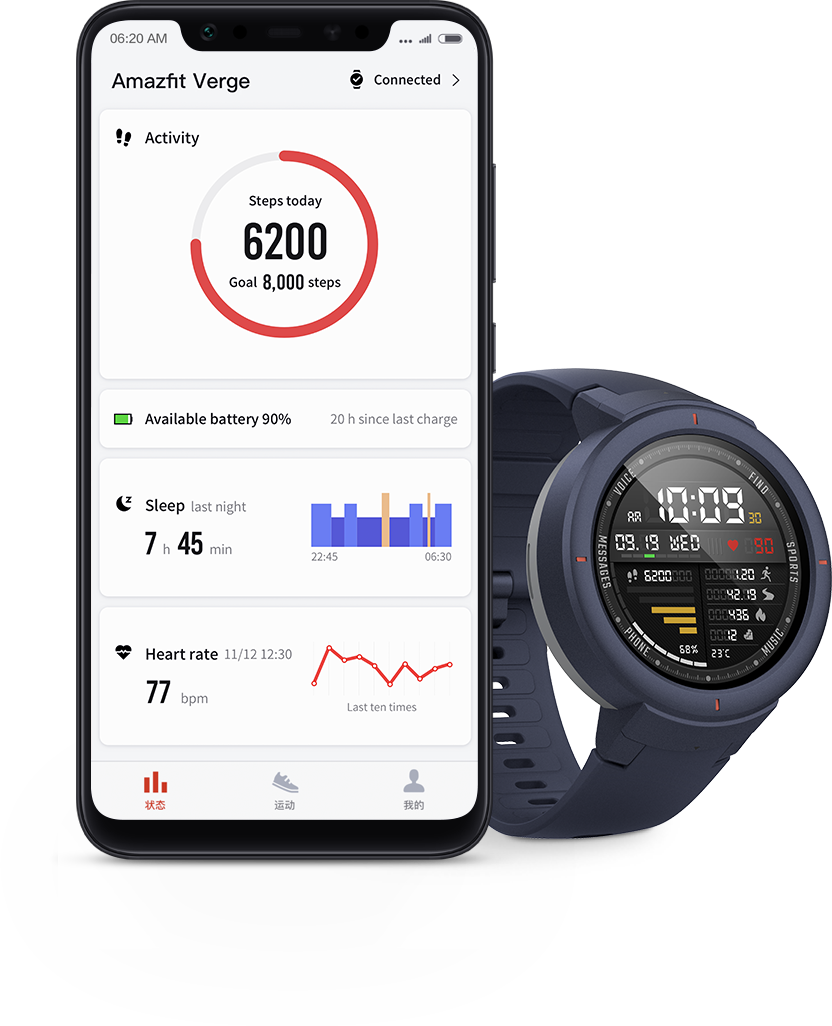 06:20 AM
Amazfit Verge
Connected
Activity
Steps today
6200
Goal 8,000 steps
Available battery 90%
20 h since last charge
Sleep last night
7 h 45 min
22:45
06:30
Heart rate 11/12 12:30
77 bpm
Last ten times
状态
运动
我的
VOICE
FIND
AM
10:09
30
09.19 WED
MESSAGES
SPORTS
6200
1.20
42.19
436
12
68%
23°C
PHONE
MUSIC